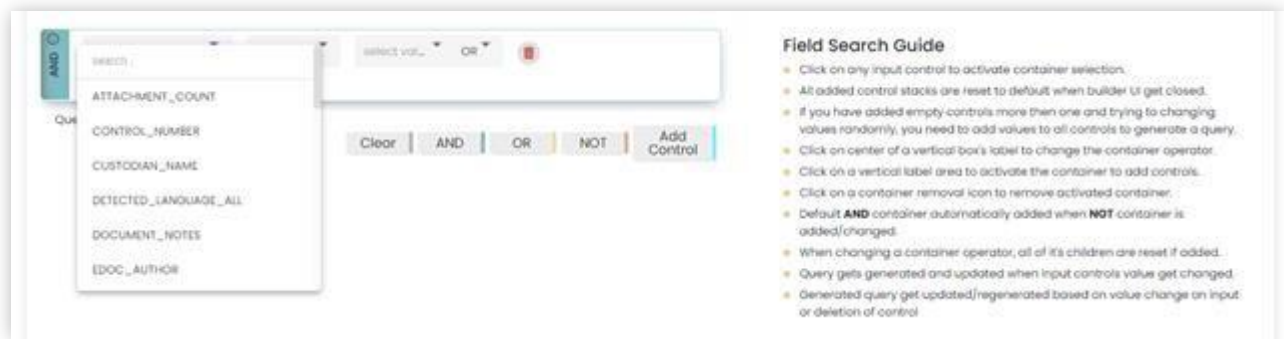 AND
select val... OR
search
ATTACHMENT_COUNT
CONTROL_NUMBER
CUSTODIAN_NAME
DETECTED_LANGUAGE_ALL
DOCUMENT_NOTES
EDOC_AUTHOR
Que
Clear AND OR NOT Add
Control
Field Search Guide
Click on any input control to activate container selection.
All added control stacks are reset to default when builder UI get closed.
If you have added empty controls more then one and trying to changing
values randomly, you need to add values to all controls to generate a query.
Click on center of a vertical box's label to change the container operator.
Click on a vertical label area to activate the container to add controls.
Click on a container removal icon to remove activated container.
Default AND container automatically added when NOT container is
added/changed.
When changing a container operator, all of it's children are reset if added.
Query gets generated and updated when input controls value get changed.
Generated query get updated/regenerated based on value change on input
or deletion of control